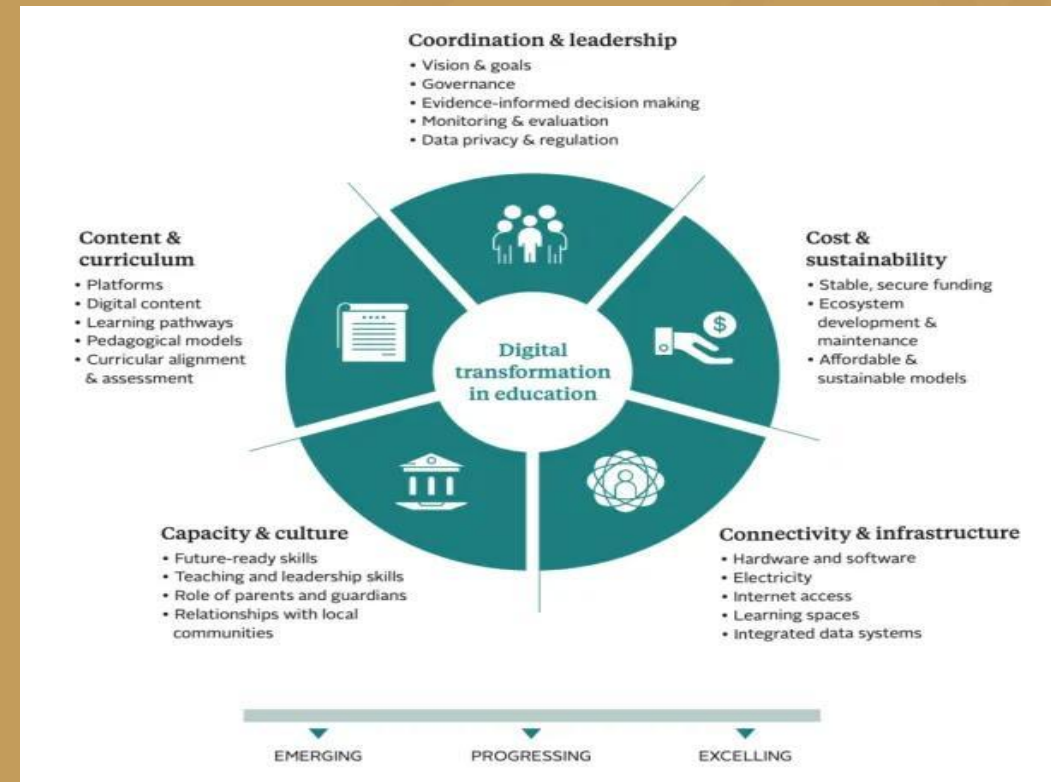 Coordination & leadership
• Vision & goals
• Governance
• Evidence-informed decision making
• Monitoring & evaluation
• Data privacy & regulation
Content &
curriculum
• Platforms
• Digital content
• Learning pathways
• Pedagogical models
• Curricular alignment
& assessment
Cost &
sustainability
• Stable, secure funding
• Ecosystem
development &
maintenance
• Affordable &
sustainable models
$
Digital
transformation
in education
Capacity & culture
• Future-ready skills
• Teaching and leadership skills
• Role of parents and guardians
• Relationships with local
communities
Connectivity & infrastructure
• Hardware and software
• Electricity
• Internet access
• Learning spaces
• Integrated data systems
EMERGING
PROGRESSING
EXCELLING